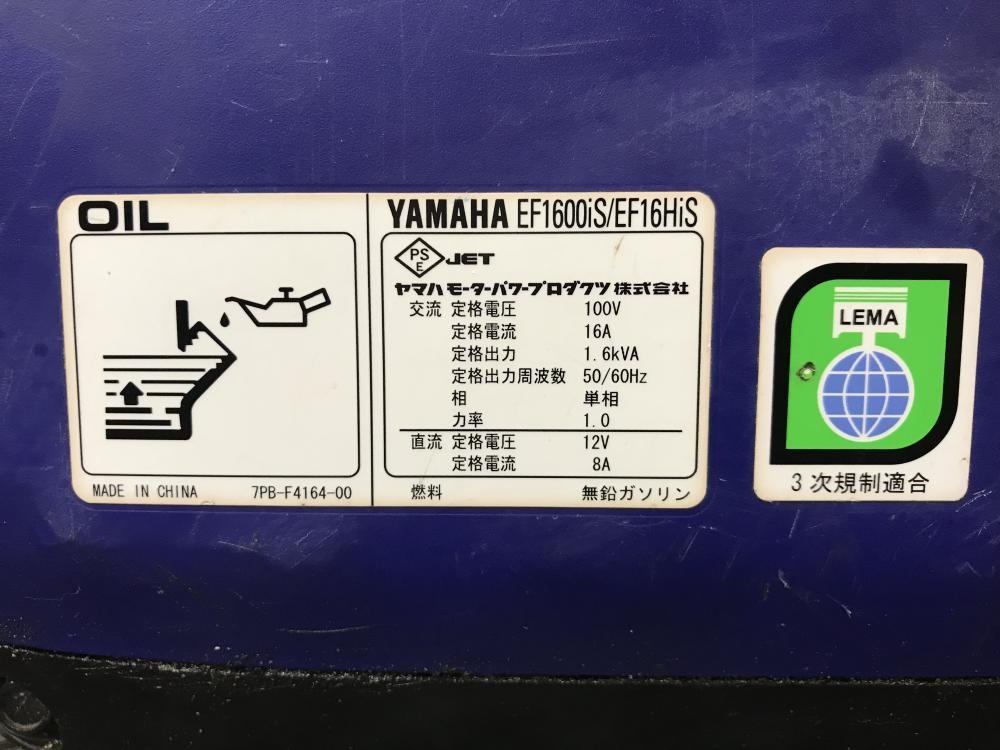 OIL
MADE IN CHINA 7PB-F4164-00
YAMAHA EF1600iS/EF16HiS
PS
E
JET
ヤマハモーターパワープロダクツ株式会社
交流 定格電圧 100V
定格電流 16A
定格出力 1.6kVA
定格出力周波数 50/60Hz
相 単相
力率 1.0
直流 定格電圧 12V
定格電流 8A
燃料 無鉛ガソリン
LEMA
3次規制適合